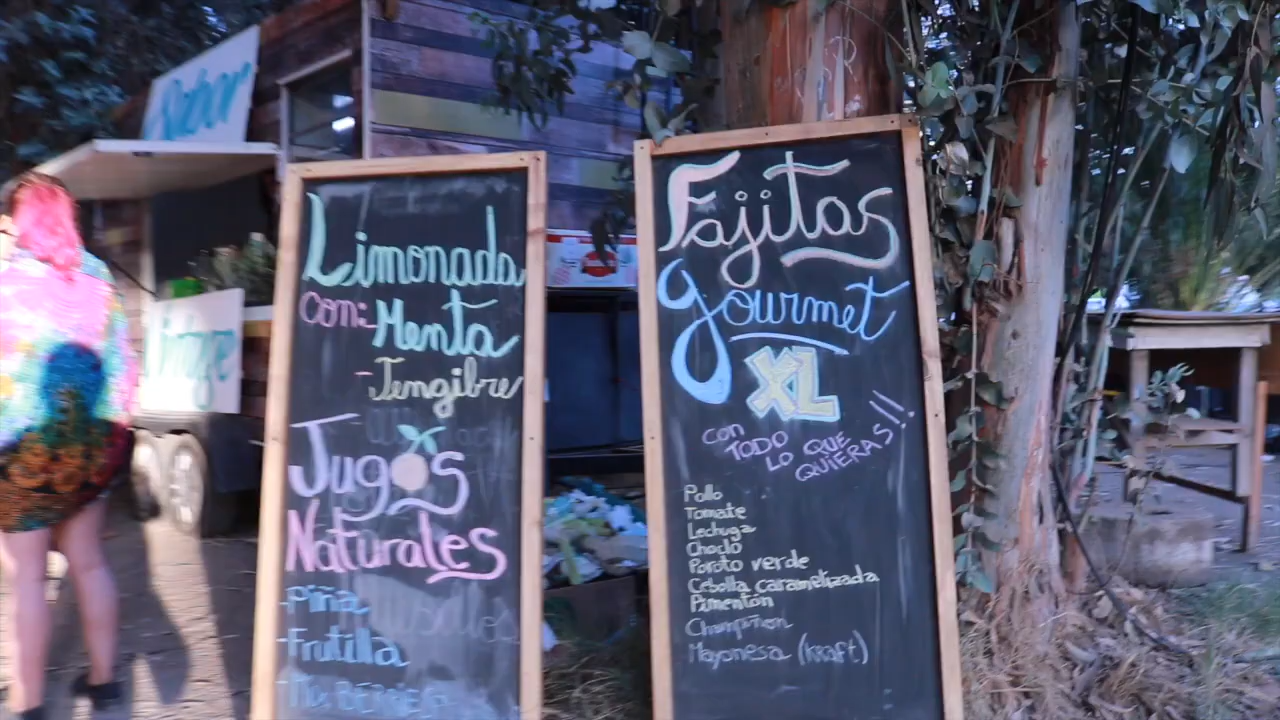 Limonada
con: Menta
- Jengibre
Jugos
Naturales
- Piña
- Frutilla
Fajitas
gourmet
XL
con
TODO
LO QUE
QUIERAS!!
Pollo
Tomate
Lechuga
Choclo
Poroto verde
Cebolla caramelizada
Pimentón
Champiñon
Mayonesa (kraft)